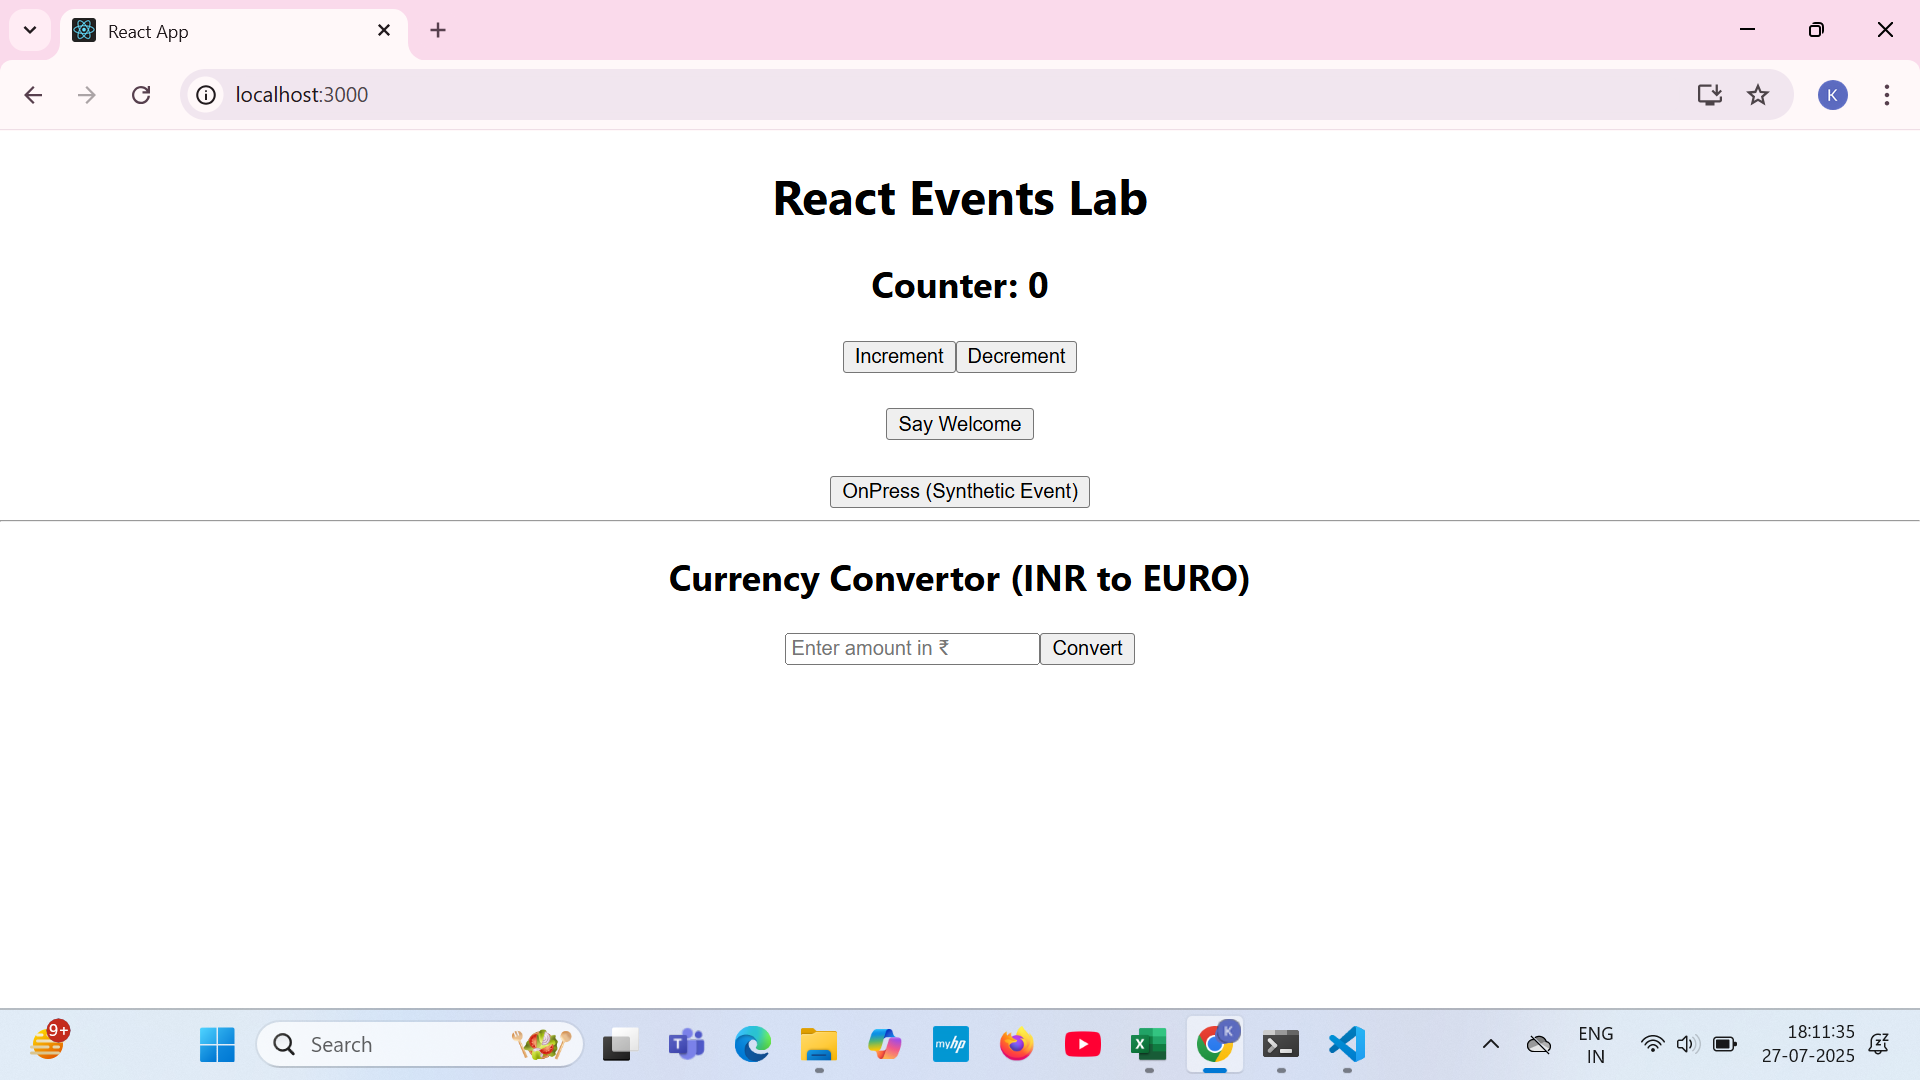 React App
localhost:3000
K
React Events Lab
Counter: 0
Increment Decrement
Say Welcome
OnPress (Synthetic Event)
Currency Convertor (INR to EURO)
Enter amount in ₹ Convert
9+
Search
T
myhp
X
K
ENG
IN
18:11:35
27-07-2025